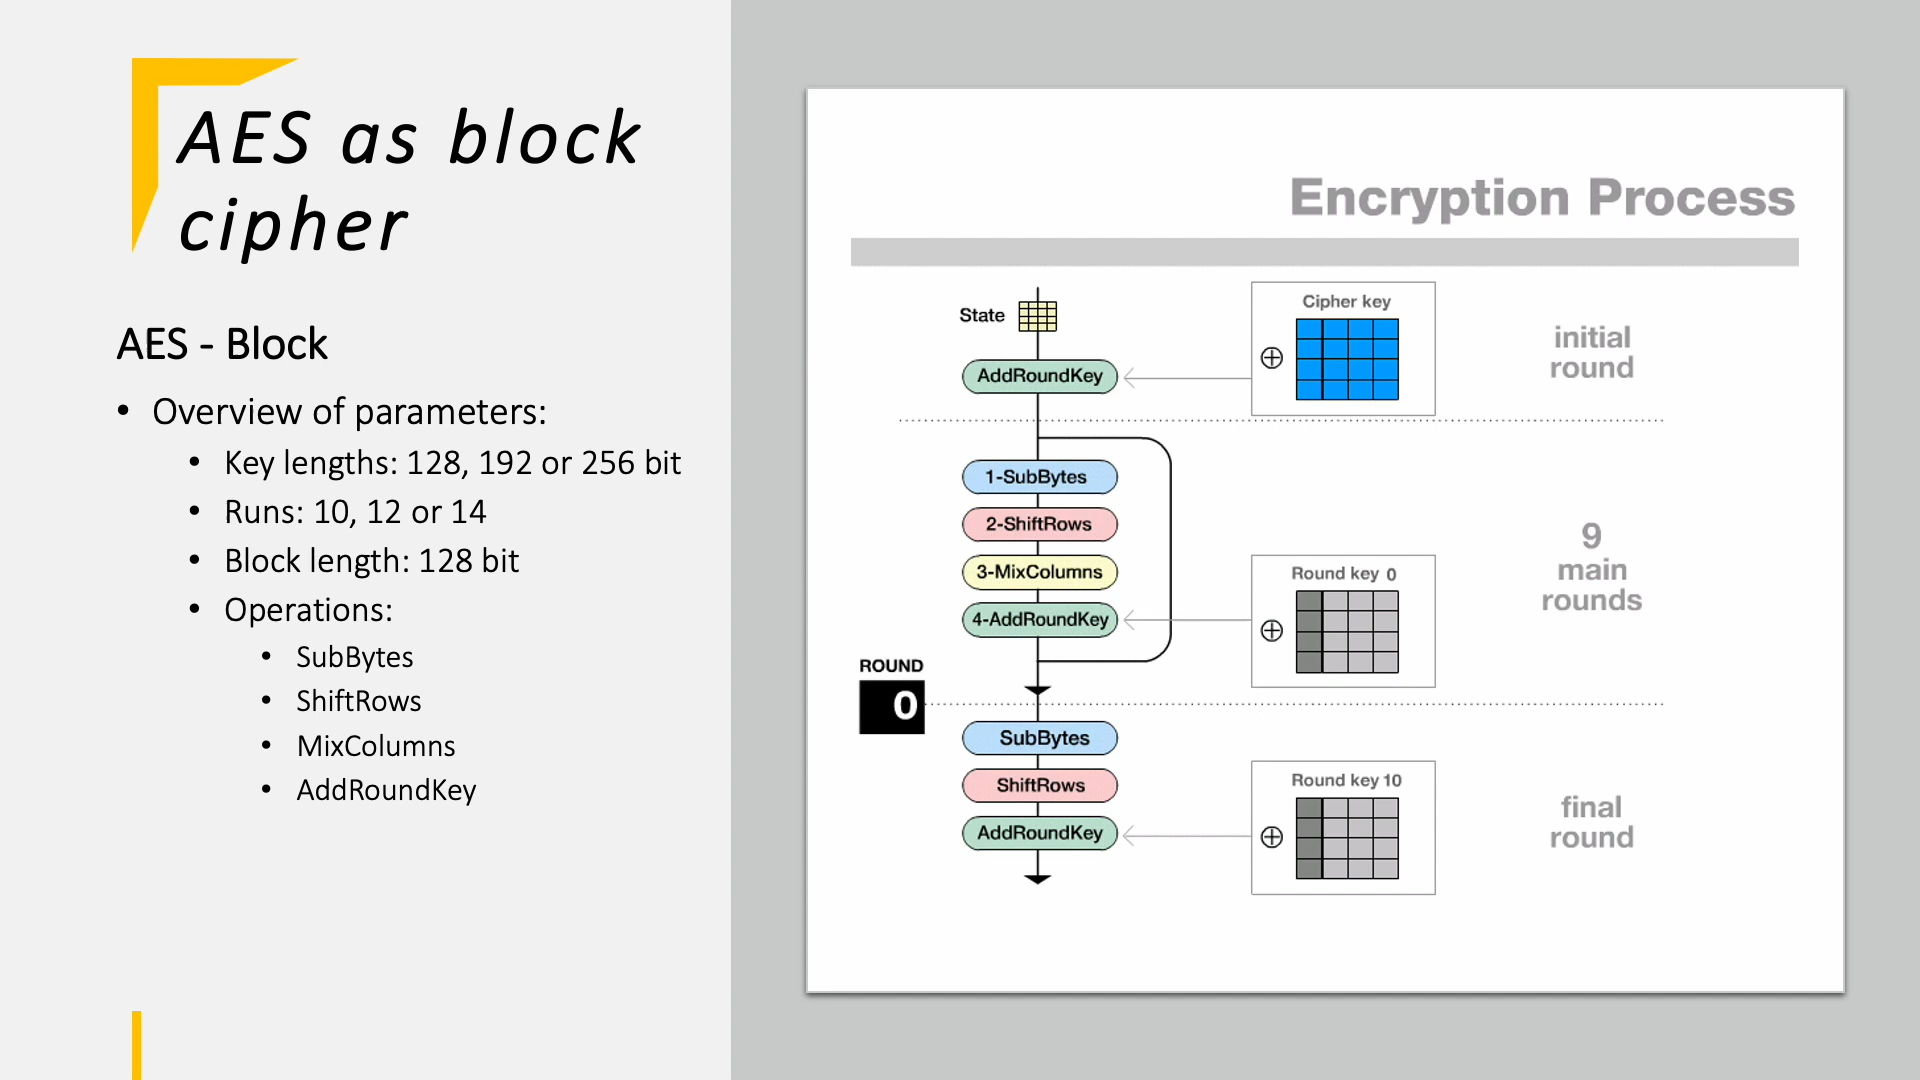 AES as block
cipher
AES - Block
• Overview of parameters:
• Key lengths: 128, 192 or 256 bit
• Runs: 10, 12 or 14
• Block length: 128 bit
• Operations:
• SubBytes
• ShiftRows
• MixColumns
• AddRoundKey
Encryption Process
State
Cipher key
AddRoundKey
initial
round
1-SubBytes
2-ShiftRows
3-MixColumns
4-AddRoundKey
Round key 0
9
main
rounds
ROUND
0
SubBytes
ShiftRows
AddRoundKey
Round key 10
final
round